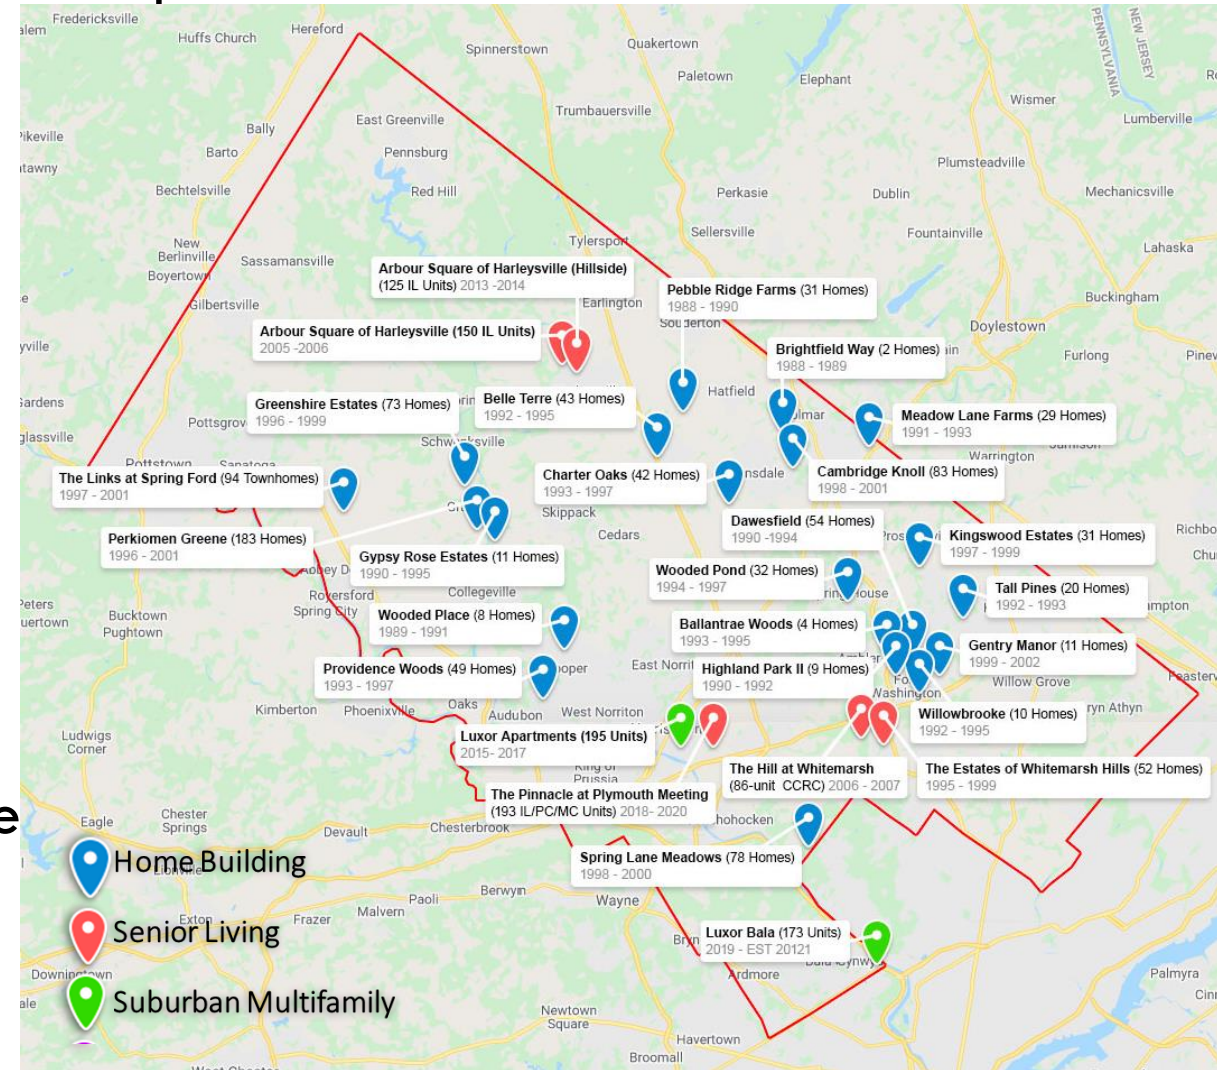 Fredericksville
Huffs Church
Hereford
Spinnerstown
Quakertown
Paletown
Elephant
PENNSYLVANIA
NEW JERSEY
Wismer
Lumberville
Trumbauersville
East Greenville
Bally
Barto
Pennsburg
Bechtelsville
Red Hill
Perkasie
Dublin
Plumsteadville
Mechanicsville
New
Berlinville
Boyertown
Sassamansville
Tylersport
Sellersville
Fountainville
Lahaska
Gilbertsville
Arbour Square of Harleysville (Hillside)
(125 IL Units) 2013 -2014
Earlington
Pebble Ridge Farms (31 Homes)
1988 - 1990
Souderton
Buckingham
Doylestown
Arbour Square of Harleysville (150 IL Units)
2005 -2006
Brightfield Way (2 Homes)
1988 - 1989
Furlong
Hatfield
Greenshire Estates (73 Homes)
1996 - 1999
Belle Terre (43 Homes)
1992 - 1995
Meadow Lane Farms (29 Homes)
1991 - 1993
Schwenksville
Warrington
Pottstown
Sanatoga
The Links at Spring Ford (94 Townhomes)
1997 - 2001
Charter Oaks (42 Homes)
1993 - 1997
Cambridge Knoll (83 Homes)
1998 - 2001
Skippack
Cedars
Dawesfield (54 Homes)
1990 -1994
Perkiomen Greene (183 Homes)
1996 - 2001
Gypsy Rose Estates (11 Homes)
1990 - 1995
Kingswood Estates (31 Homes)
1997 - 1999
Wooded Pond (32 Homes)
1994 - 1997
Tall Pines (20 Homes)
1992 - 1993
Royersford
Spring City
Collegeville
Bucktown
Pughtown
Wooded Place (8 Homes)
1989 - 1991
Ballantrae Woods (4 Homes)
1993 - 1995
Gentry Manor (11 Homes)
1999 - 2002
Providence Woods (49 Homes)
1993 - 1997
Highland Park II (9 Homes)
1990 - 1992
Washington
Willow Grove
Kimberton
Phoenixville
Oaks
Audubon
West Norriton
Willowbrooke (10 Homes)
1992 - 1995
Luxor Apartments (195 Units)
2015- 2017
Ludwigs
Corner
King of
Prussia
The Hill at Whitemarsh
(86-unit CCRC) 2006 - 2007
The Estates of Whitemarsh Hills (52 Homes)
1995 - 1999
The Pinnacle at Plymouth Meeting
(193 IL/PC/MC Units) 2018- 2020
Eagle
Chester
Springs
Devault
Chesterbrook
Spring Lane Meadows (78 Homes)
1998 - 2000
Home Building
Lionville
Berwyn
Wayne
Paoli
Malvern
Frazer
Exton
Senior Living
Luxor Bala (173 Units)
2019 - EST 20121
Ardmore
Downingtown
Palmyra
Suburban Multifamily
Newtown
Square
Havertown
Broomall